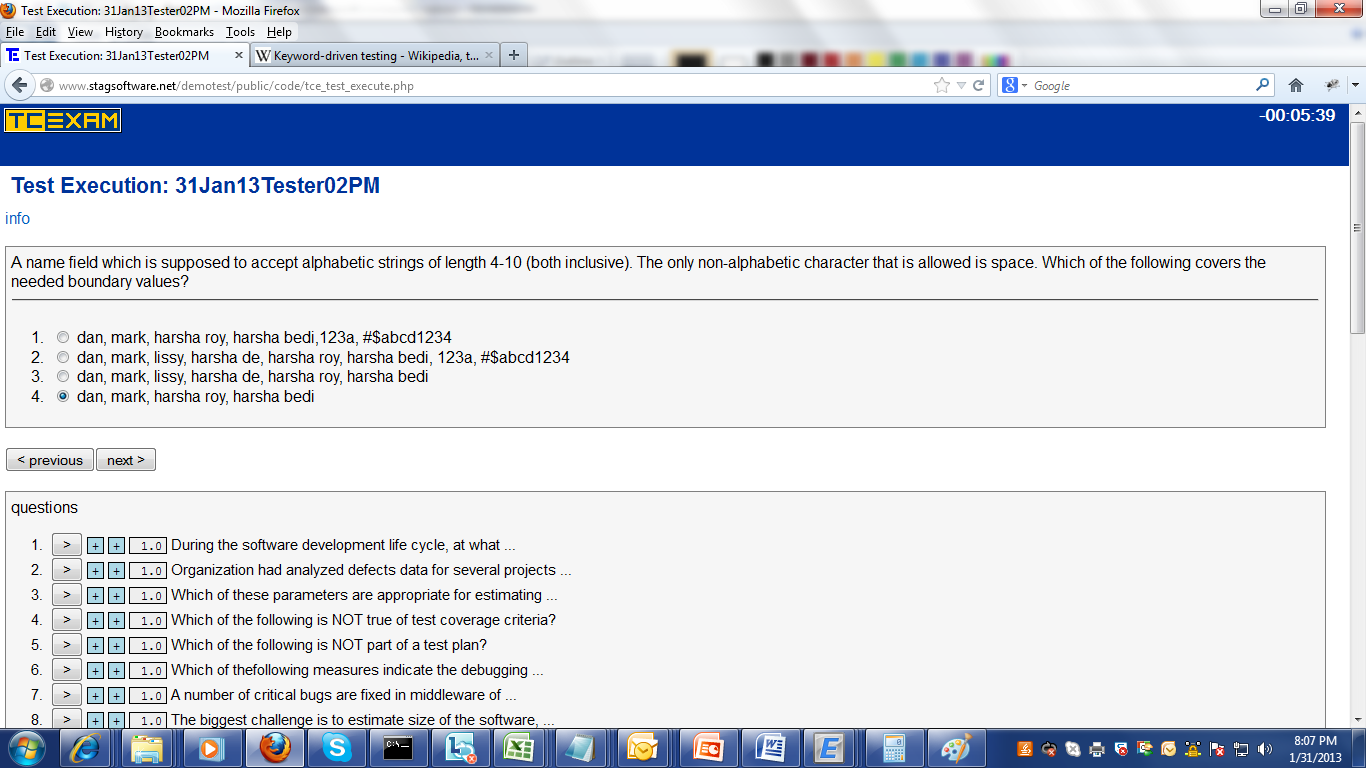 Test Execution: 31Jan13Tester02PM - Mozilla Firefox
File Edit View History Bookmarks Tools Help
Test Execution: 31Jan13Tester02PM × W Keyword-driven testing - Wikipedia, t... × +
www.stagsoftware.net/demotest/public/code/tce_test_execute.php Google
TCEXAM -00:05:39
Test Execution: 31Jan13Tester02PM
info
A name field which is supposed to accept alphabetic strings of length 4-10 (both inclusive). The only non-alphabetic character that is allowed is space. Which of the following covers the
needed boundary values?
1. dan, mark, harsha roy, harsha bedi,123a, #$abcd1234
2. dan, mark, lissy, harsha de, harsha roy, harsha bedi, 123a, #$abcd1234
3. dan, mark, lissy, harsha de, harsha roy, harsha bedi
4. dan, mark, harsha roy, harsha bedi
< previous next >
questions
1. > + + 1.0 During the software development life cycle, at what ...
2. > + + 1.0 Organization had analyzed defects data for several projects ...
3. > + + 1.0 Which of these parameters are appropriate for estimating ...
4. > + + 1.0 Which of the following is NOT true of test coverage criteria?
5. > + + 1.0 Which of the following is NOT part of a test plan?
6. > + + 1.0 Which of thefollowing measures indicate the debugging ...
7. > + + 1.0 A number of critical bugs are fixed in middleware of ...
8. > + + 1.0 The biggest challenge is to estimate size of the software, ...
8:07 PM
1/31/2013